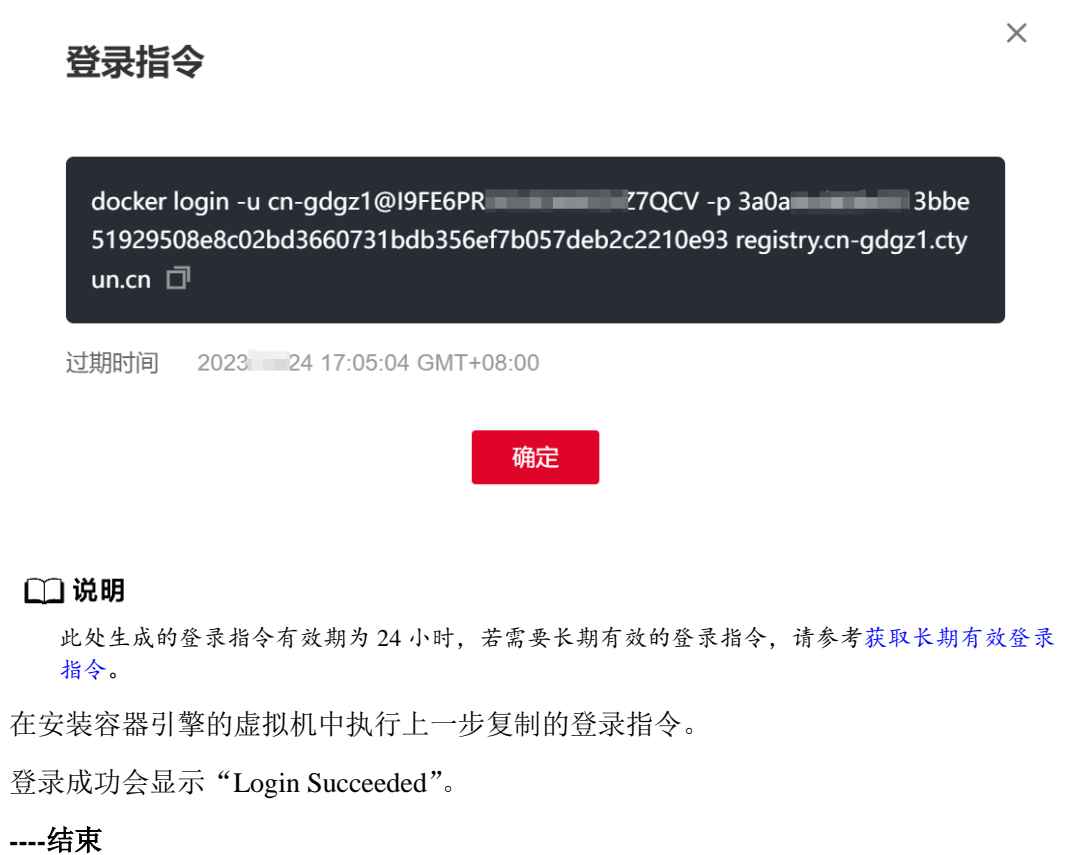 登录指令
docker login -u cn-gdgz1@I9FE6PR Z7QCV -p 3a0a 3bbe
51929508e8c02bd3660731bdb356ef7b057deb2c2210e93 registry.cn-gdgz1.cty
un.cn
过期时间 2023 24 17:05:04 GMT+08:00
确定
说明
此处生成的登录指令有效期为 24 小时，若需要长期有效的登录指令，请参考获取长期有效登录
指令。
在安装容器引擎的虚拟机中执行上一步复制的登录指令。
登录成功会显示“Login Succeeded”。
----结束